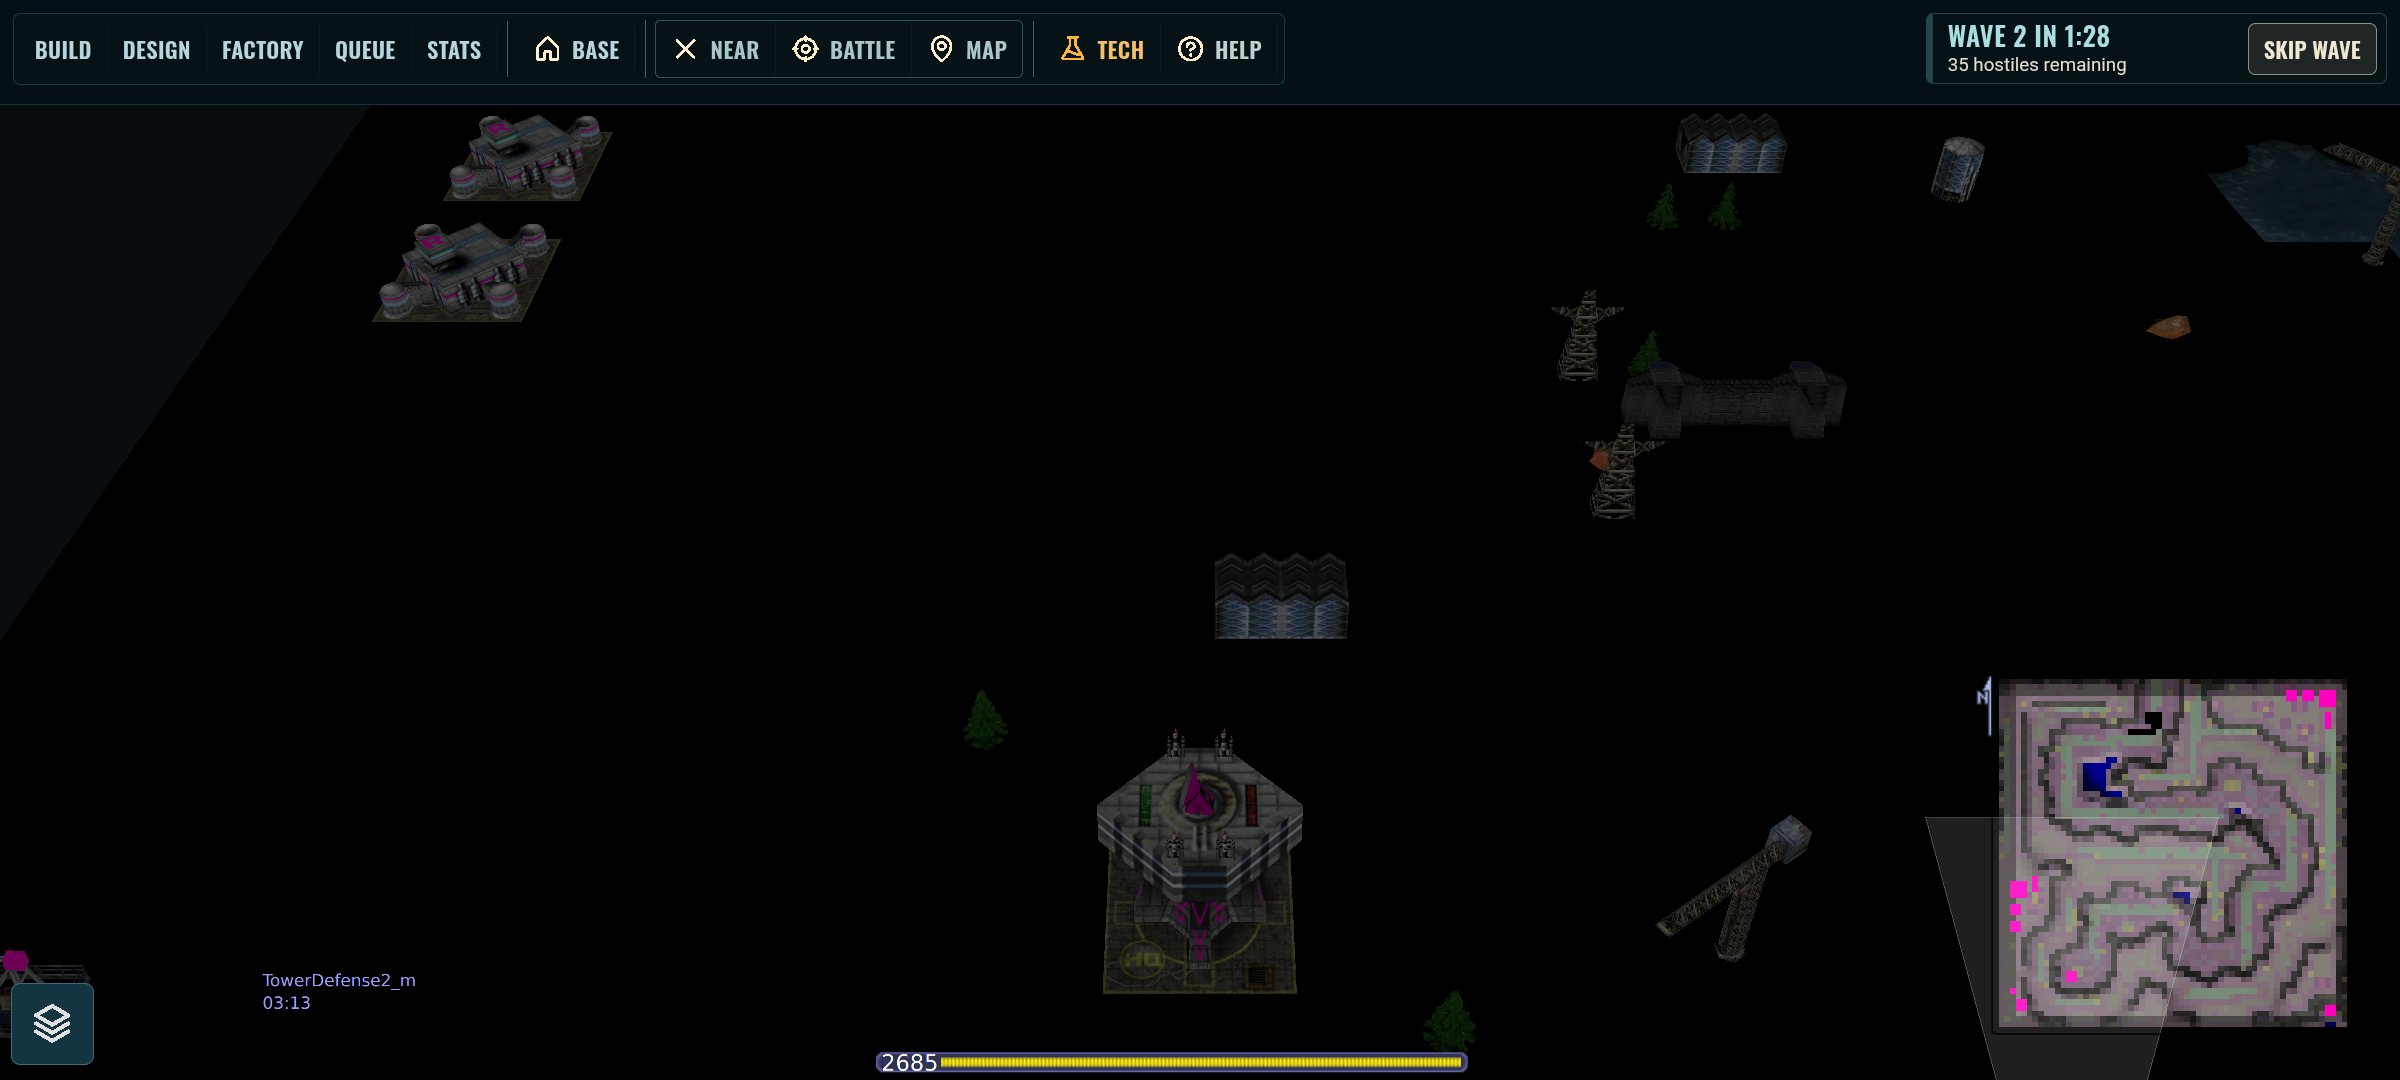 BUILD DESIGN FACTORY QUEUE STATS BASE NEAR BATTLE MAP TECH HELP
WAVE 2 IN 1:28
35 hostiles remaining
SKIP WAVE
N
HQ
TowerDefense2_m
03:13
2685